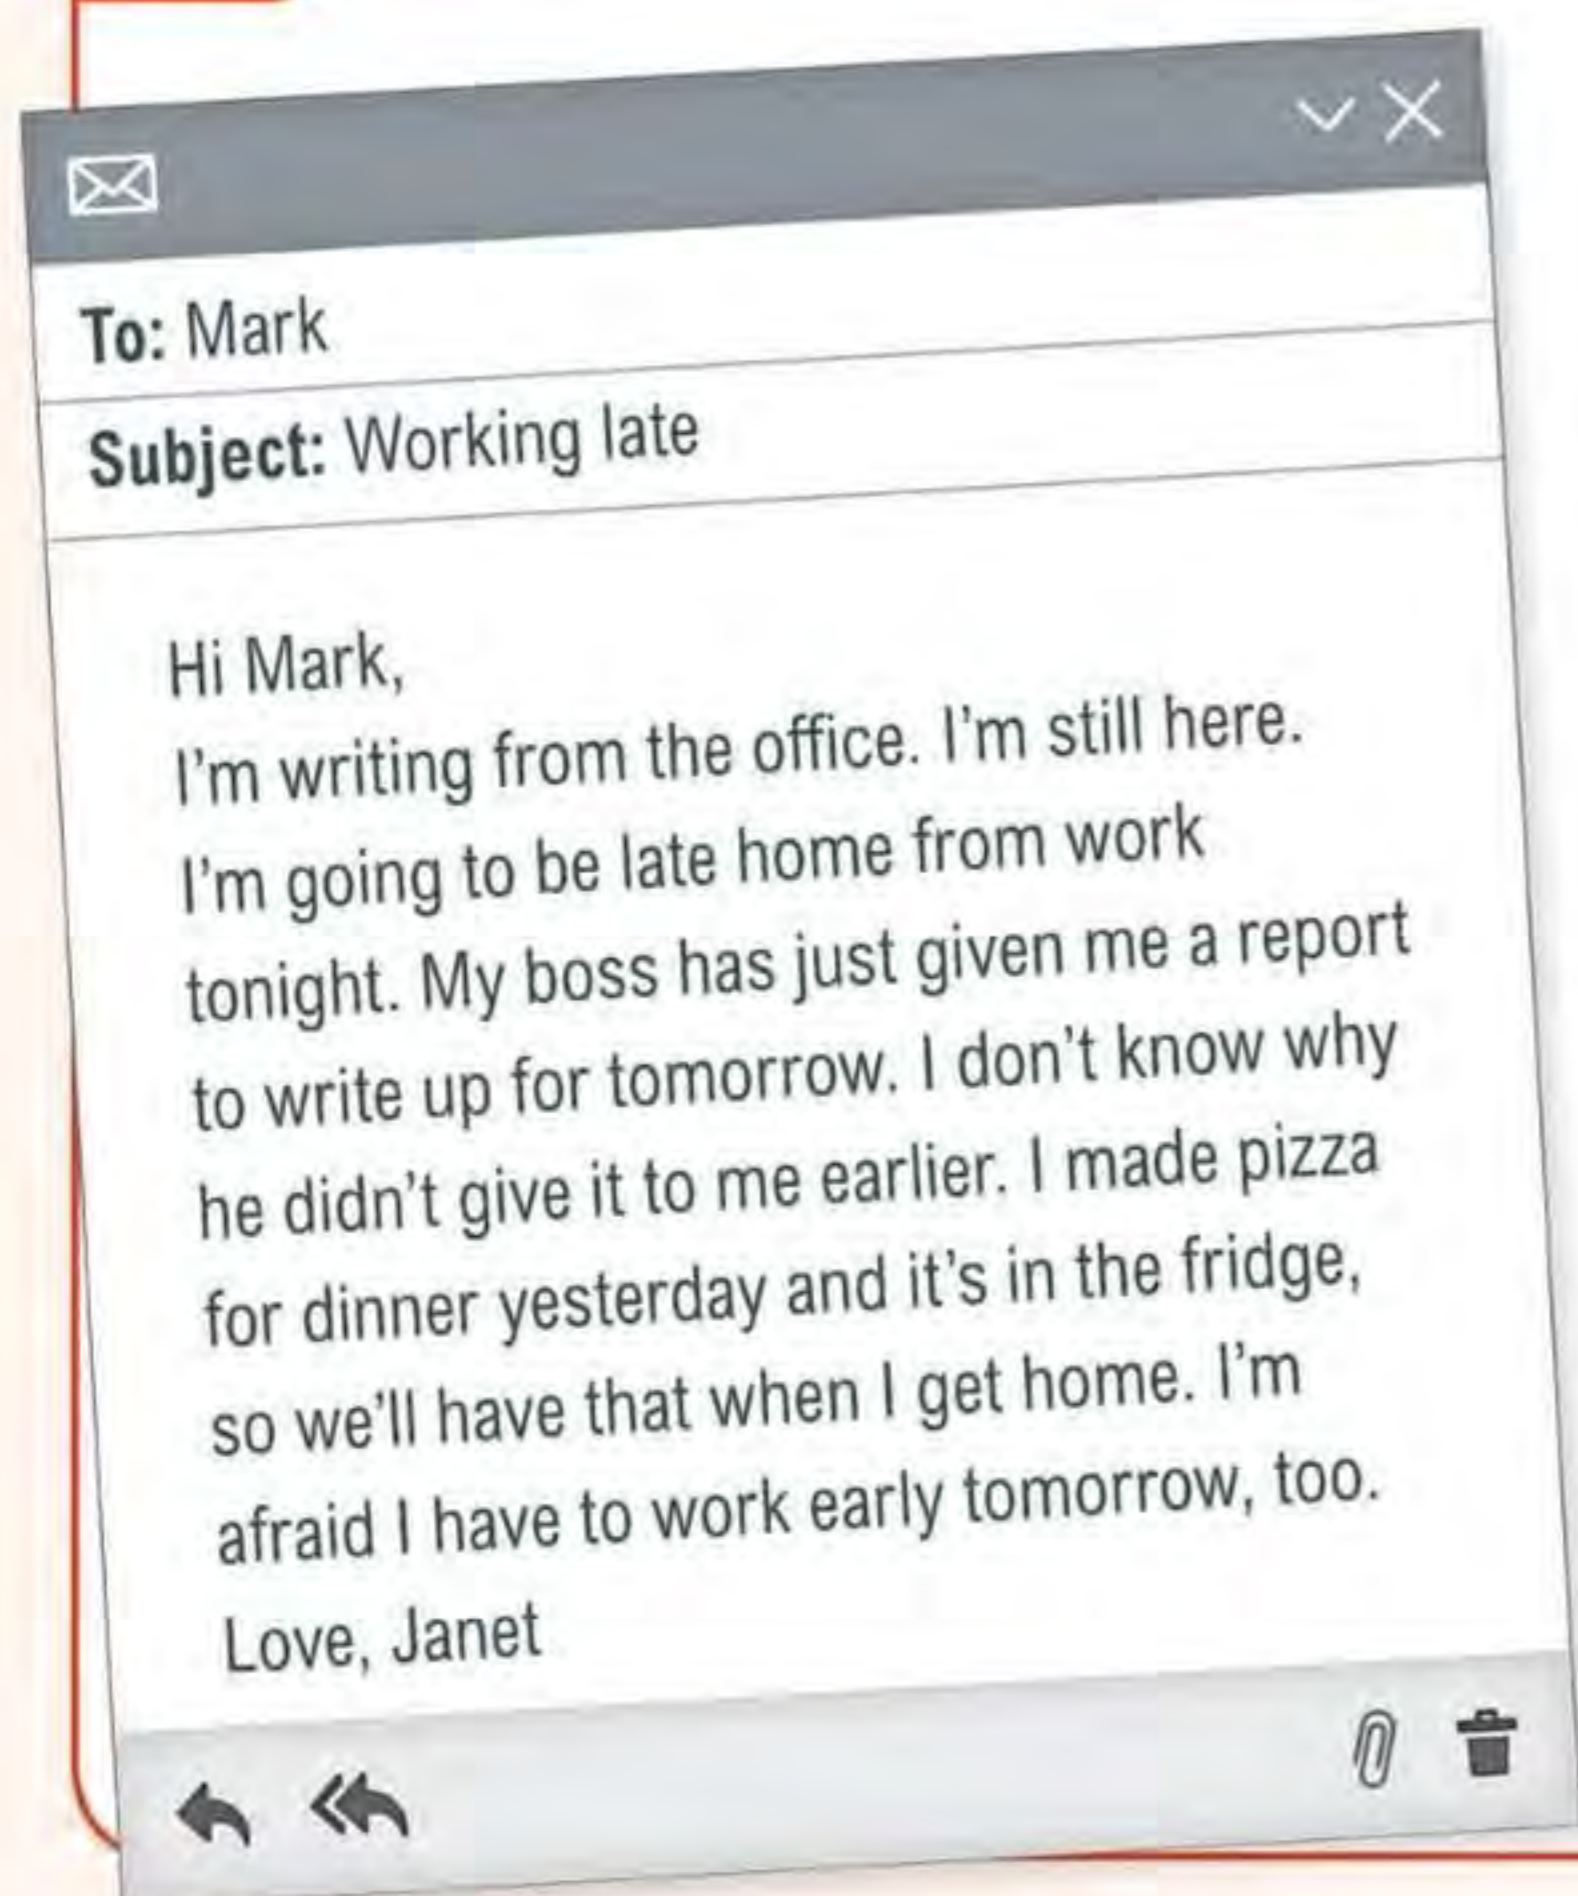 To: Mark
Subject: Working late
Hi Mark,
I'm writing from the office. I'm still here.
I'm going to be late home from work
tonight. My boss has just given me a report
to write up for tomorrow. I don't know why
he didn't give it to me earlier. I made pizza
for dinner yesterday and it's in the fridge,
so we'll have that when I get home. I'm
afraid I have to work early tomorrow, too.
Love, Janet